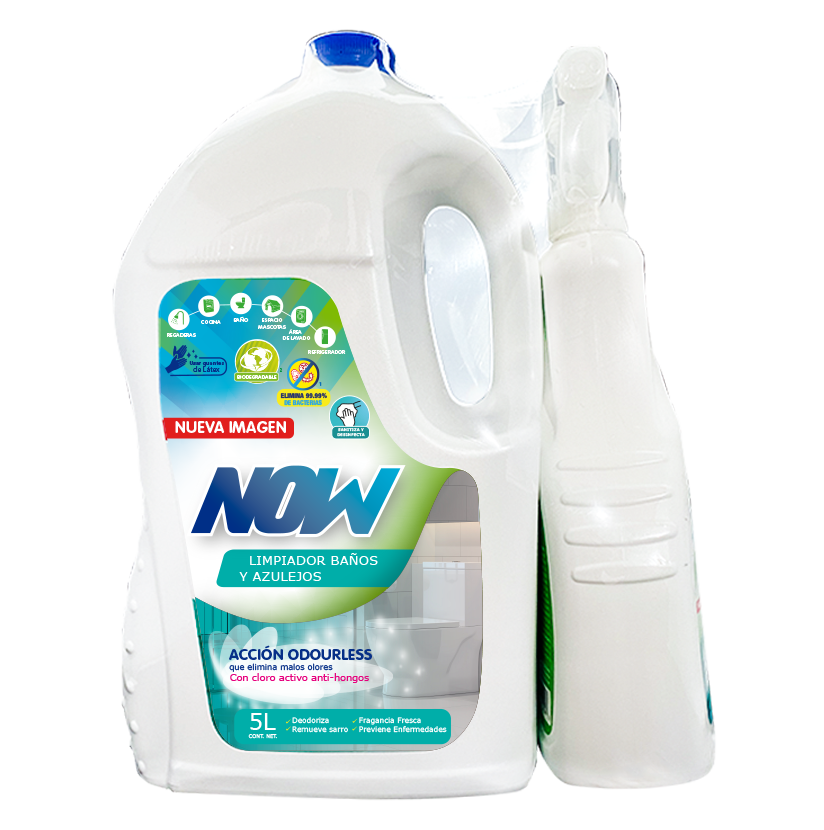 REGADERAS
COCINA
BAÑO
ESPACIO
MASCOTAS
ÁREA
DE LAVADO
REFRIGERADOR
Usar guantes
de Látex
BIODEGRADABLE
ELIMINA 99.99%
DE BACTERIAS
SANITIZA Y
DESINFECTA
NUEVA IMAGEN
NOW
LIMPIADOR BAÑOS
Y AZULEJOS
ACCIÓN ODOURLESS
que elimina malos olores
Con cloro activo anti-hongos
5L
CONT. NET.
✓ Deodoriza ✓ Fragancia Fresca
✓ Remueve sarro ✓ Previene Enfermedades